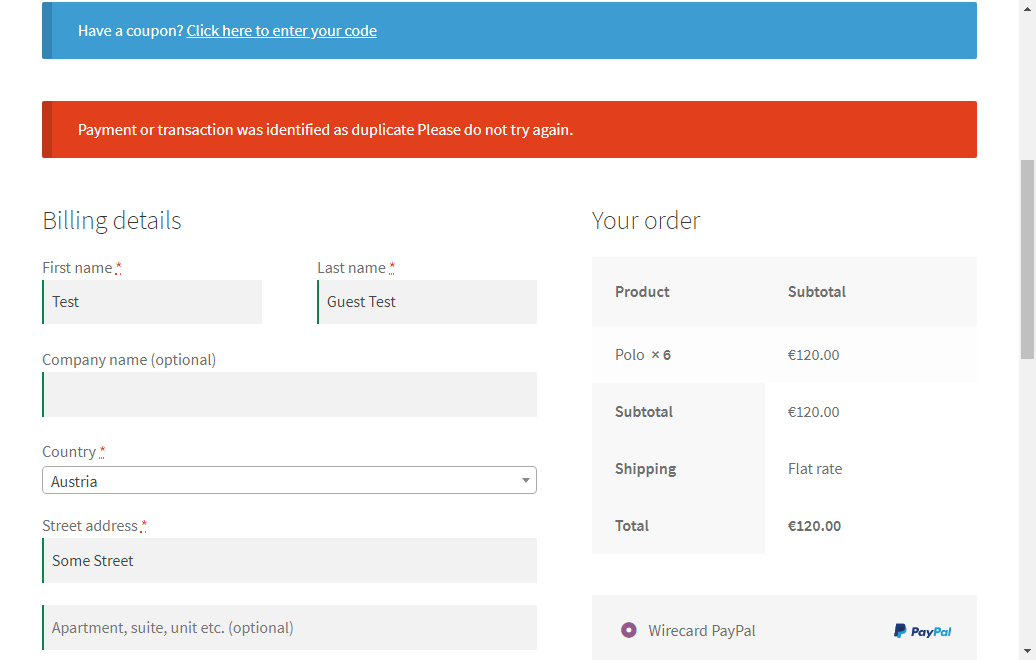 Have a coupon? Click here to enter your code
Payment or transaction was identified as duplicate Please do not try again.
Billing details
First name *
Last name *
Test
Guest Test
Company name (optional)
Country *
Austria
Street address *
Some Street
Apartment, suite, unit etc. (optional)
Your order
Product Subtotal
Polo × 6 €120.00
Subtotal €120.00
Shipping Flat rate
Total €120.00
Wirecard PayPal PayPal